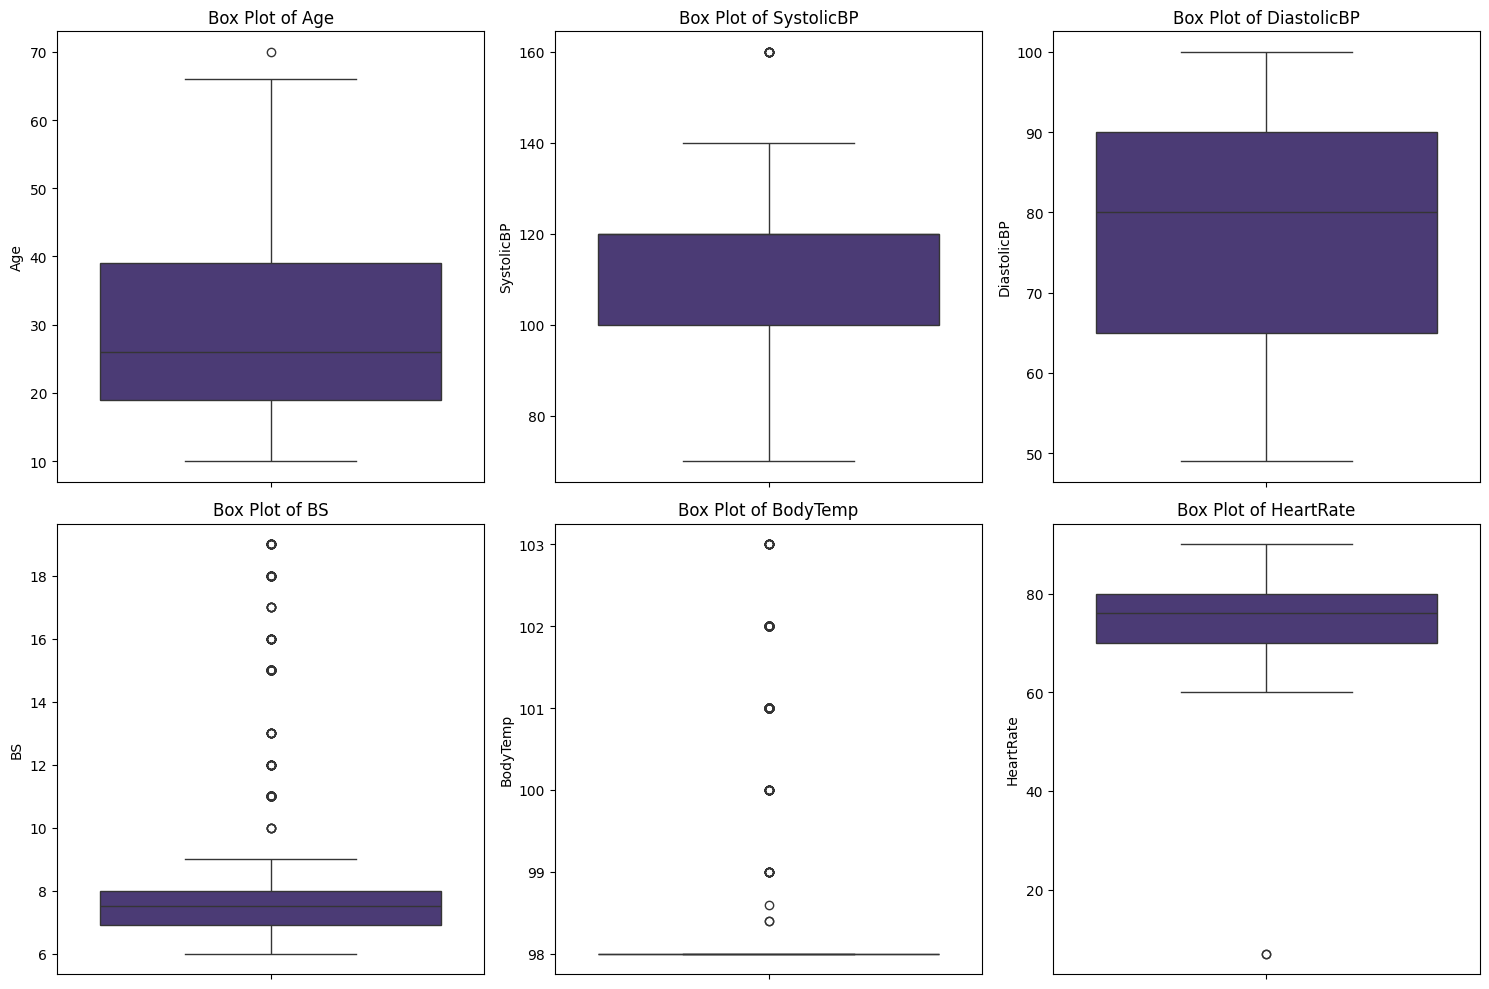 Box Plot of Age
Age
70
60
50
40
30
20
10
Box Plot of SystolicBP
SystolicBP
160
140
120
100
80
Box Plot of DiastolicBP
DiastolicBP
100
90
80
70
60
50
Box Plot of BS
BS
18
16
14
12
10
8
6
Box Plot of BodyTemp
BodyTemp
103
102
101
100
99
98
Box Plot of HeartRate
HeartRate
80
60
40
20